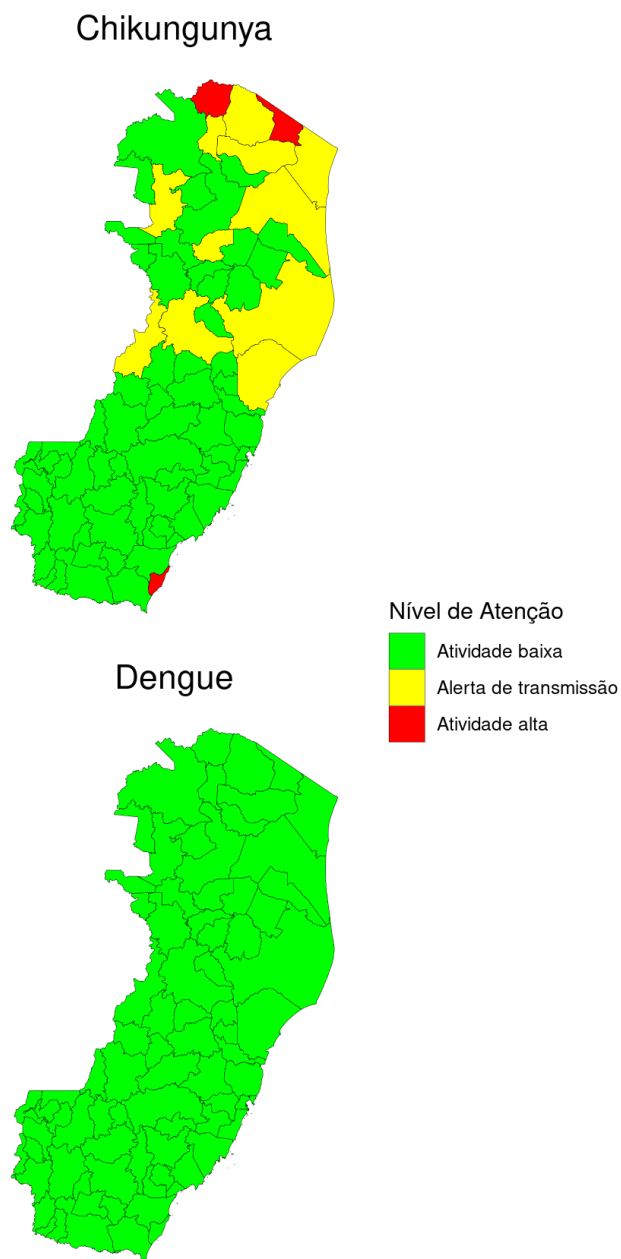 Chikungunya
Nível de Atenção
Atividade baixa
Alerta de transmissão
Atividade alta
Dengue